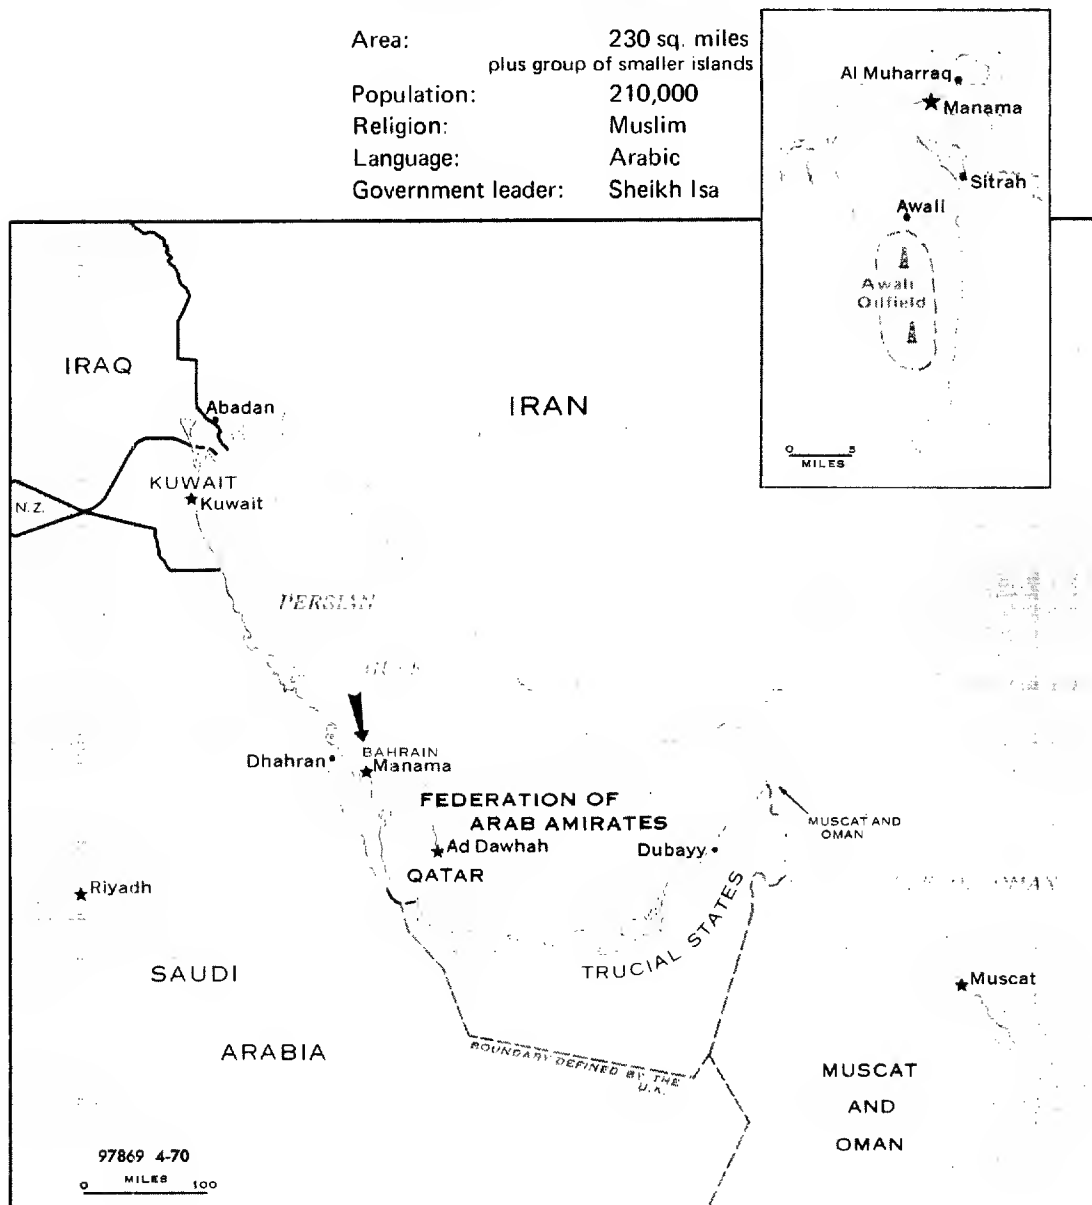 Area: 230 sq. miles
plus group of smaller islands
Population: 210,000
Religion: Muslim
Language: Arabic
Government leader: Sheikh Isa
Al Muharraq
Manama
Sitrah
Awali
Awali
Oilfield
0 5
MILES
IRAQ
Abadan
IRAN
KUWAIT
Kuwait
N.Z.
PERSIAN
BAHRAIN
Dhahran
Manama
FEDERATION OF
ARAB AMIRATES
MUSCAT AND
OMAN
Ad Dawhah
Dubayy
QATAR
Riyadh
OMAN
TRUCIAL STATES
SAUDI
ARABIA
Muscat
BOUNDARY DEFINED BY THE
U.K.
MUSCAT
AND
OMAN
97869 4-70
MILES
0 100